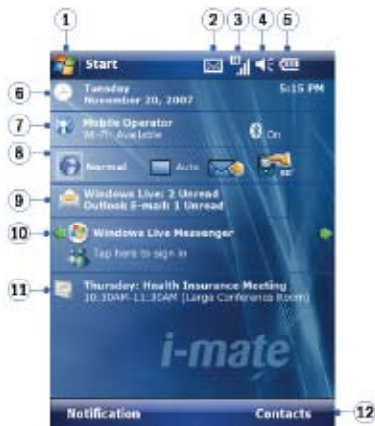 1 2 3 4 5
Start
6
Tuesday 5:15 PM
November 20, 2007
7
Mobile Operator
Wi-Fi Available On
8
Normal Auto
9
Windows Live: 2 Unread
Outlook E-mail: 1 Unread
10
Windows Live Messenger
Tap here to sign in
11
Thursday: Health Insurance Meeting
10:30AM-11:30AM (Large Conference Room)
i-mate
Notification Contacts 12